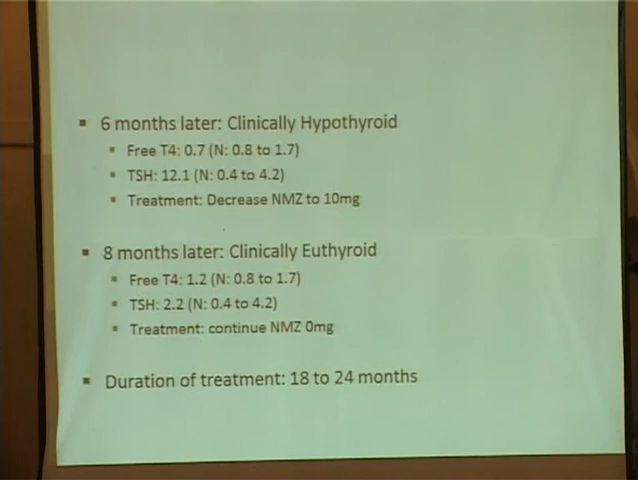 ▪ 6 months later: Clinically Hypothyroid
▪ Free T4: 0.7 (N: 0.8 to 1.7)
▪ TSH: 12.1 (N: 0.4 to 4.2)
▪ Treatment: Decrease NMZ to 10mg
▪ 8 months later: Clinically Euthyroid
▪ Free T4: 1.2 (N: 0.8 to 1.7)
▪ TSH: 2.2 (N: 0.4 to 4.2)
▪ Treatment: continue NMZ 0mg
▪ Duration of treatment: 18 to 24 months